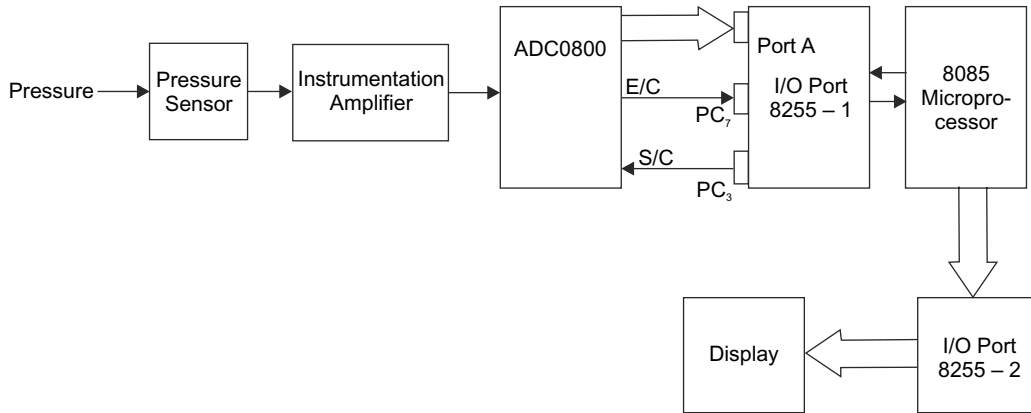 Pressure
Pressure
Sensor
Instrumentation
Amplifier
ADC0800
E/C
S/C
PC₇
PC₃
Port A
I/O Port
8255 – 1
8085
Micropro-
cessor
Display
I/O Port
8255 – 2